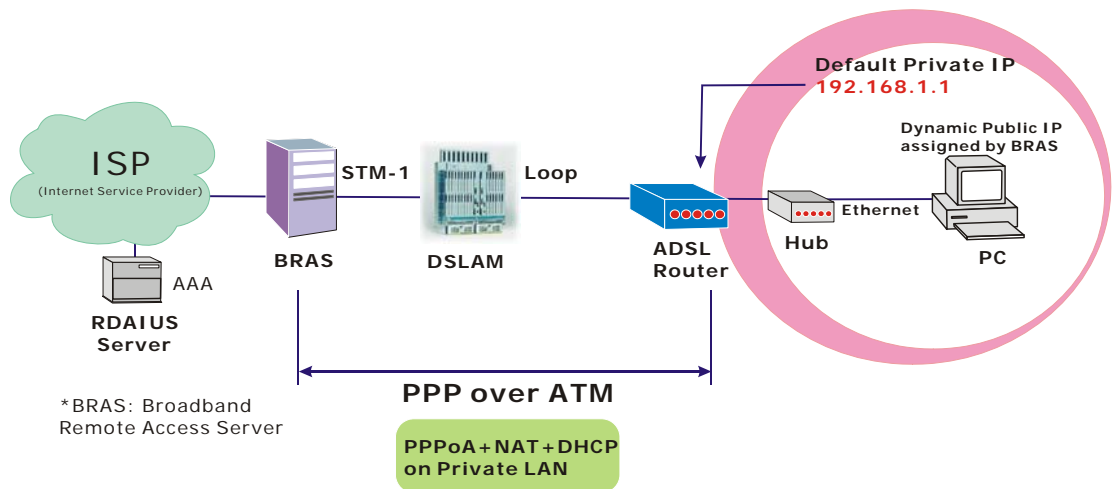 Default Private IP
192.168.1.1
Dynamic Public IP
assigned by BRAS
ISP
(Internet Service Provider)
STM-1
Loop
Ethernet
BRAS
DSLAM
ADSL
Router
Hub
PC
AAA
RDAIUS
Server
PPP over ATM
*BRAS: Broadband
Remote Access Server
PPPoA+NAT+DHCP
on Private LAN